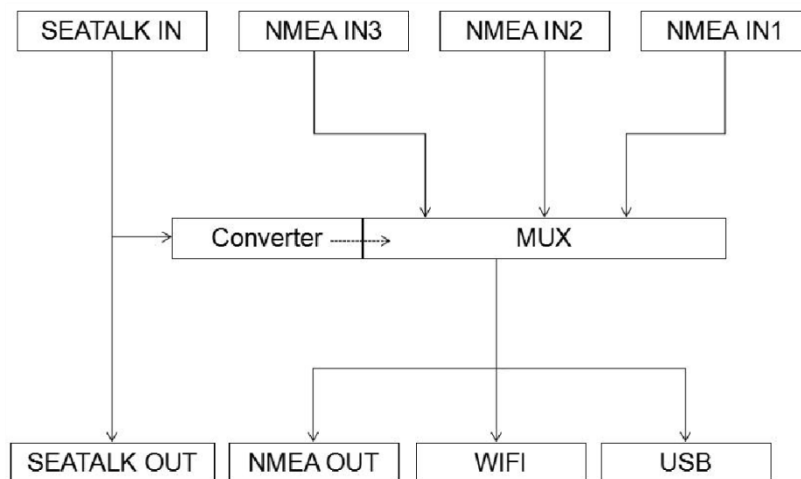 SEATALK IN
NMEA IN3
NMEA IN2
NMEA IN1
Converter
MUX
SEATALK OUT
NMEA OUT
WIFI
USB